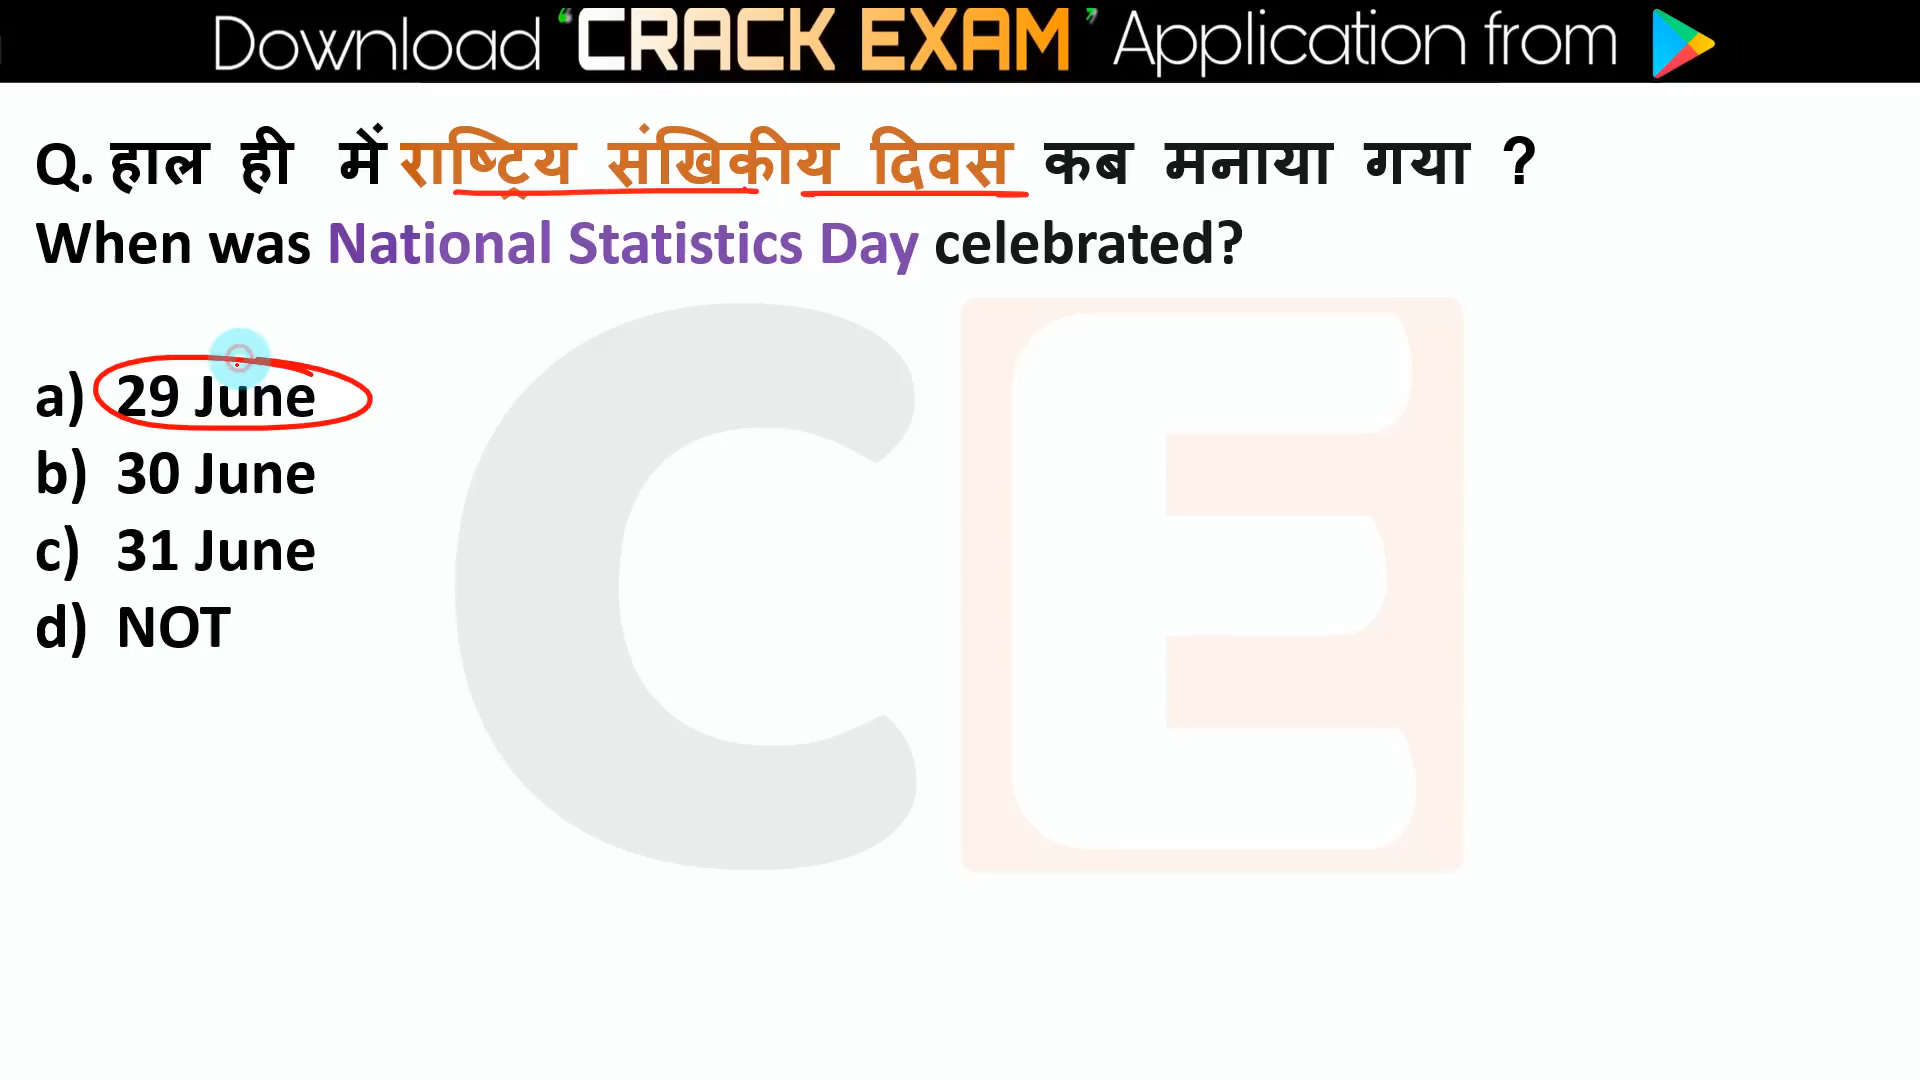 Download ‘CRACK EXAM’ Application from
Q. हाल ही में राष्ट्रिय संखिकीय दिवस कब मनाया गया ?
When was National Statistics Day celebrated?
a) 29 June
b) 30 June
c) 31 June
d) NOT
CE